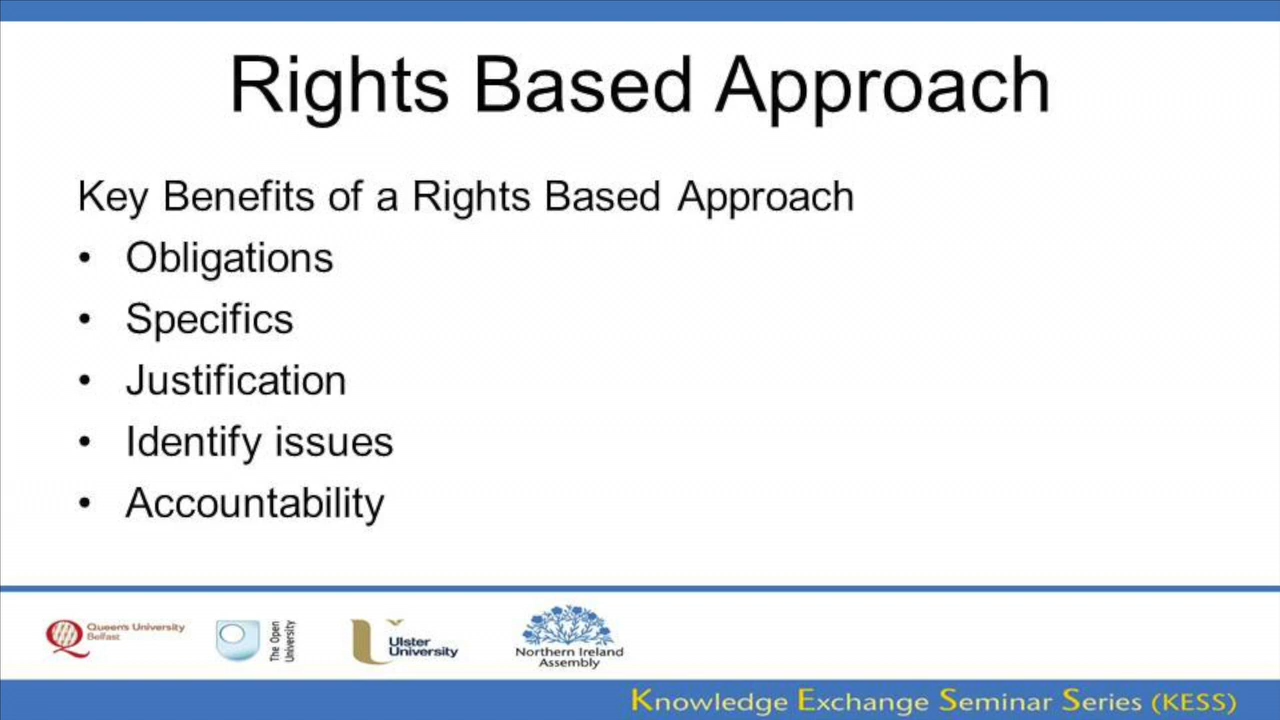 Rights Based Approach
Key Benefits of a Rights Based Approach
• Obligations
• Specifics
• Justification
• Identify issues
• Accountability
Queen's University
Belfast
The Open
University
Ulster
University
Northern Ireland
Assembly
Knowledge Exchange Seminar Series (KESS)